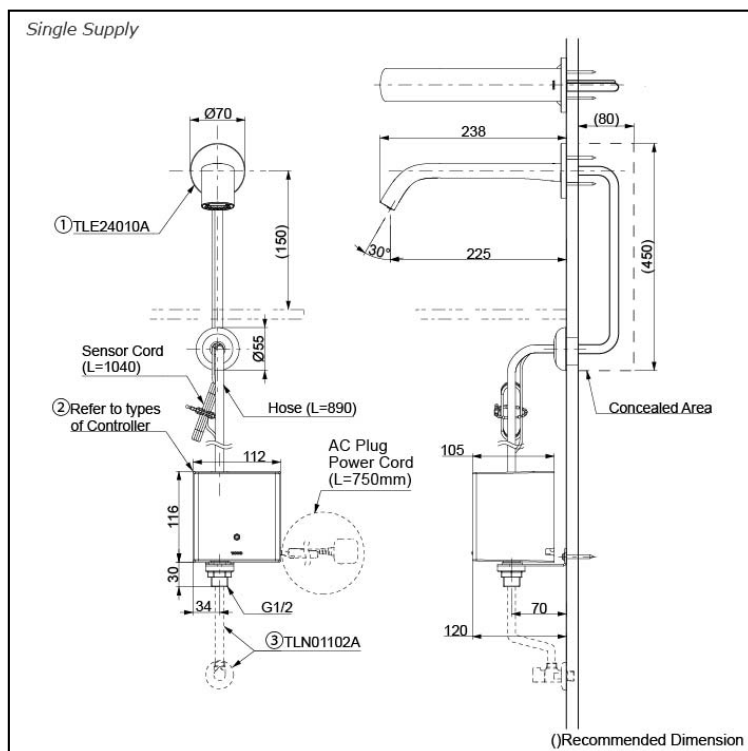 Single Supply
Ø70
238
(80)
①TLE24010A
(150)
30°
225
(450)
Sensor Cord
(L=1040)
Ø55
Hose (L=890)
②Refer to types
of Controller
Concealed Area
112
AC Plug
Power Cord
(L=750mm)
105
116
30
34
G1/2
70
120
③TLN01102A
()Recommended Dimension